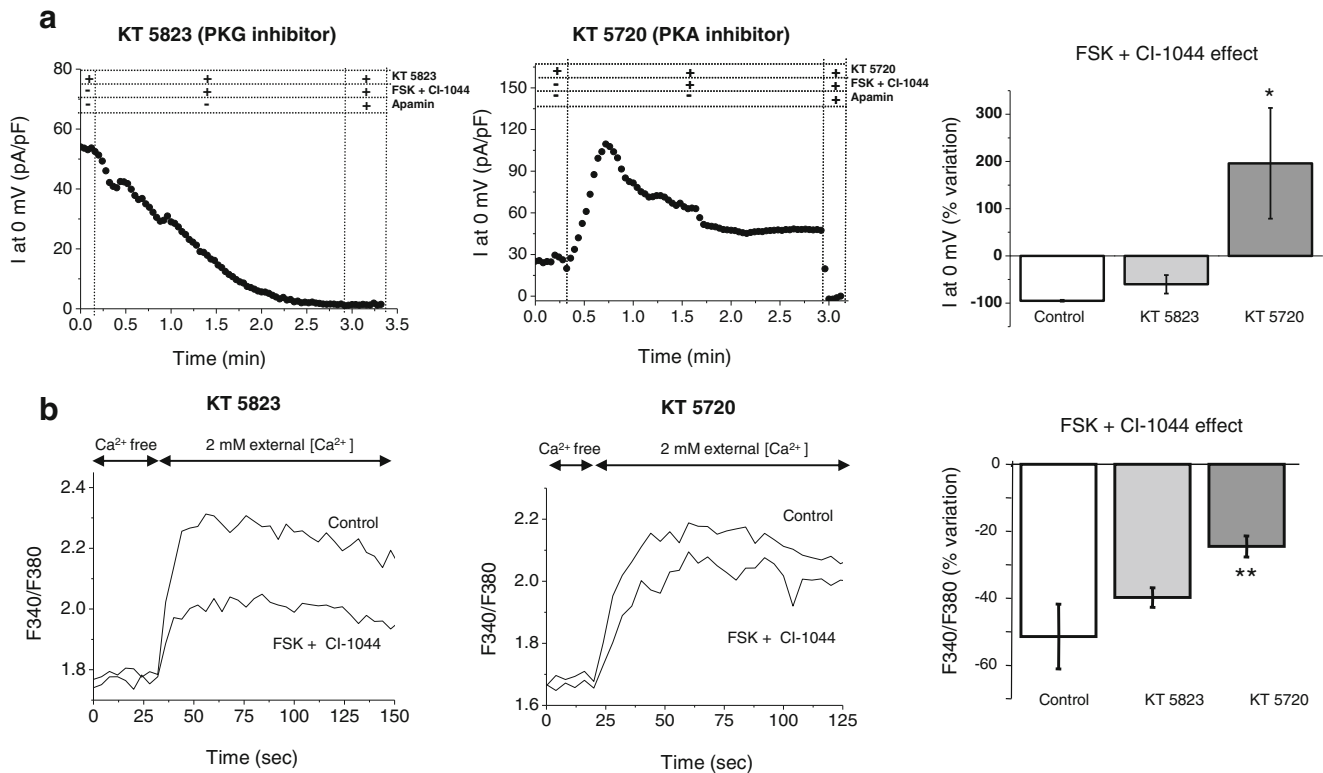 a
KT 5823 (PKG inhibitor)
80
60
40
20
0
I at 0 mV (pA/pF)
+ + + KT 5823
- + + FSK + CI-1044
- - + Apamin
0.0 0.5 1.0 1.5 2.0 2.5 3.0 3.5
Time (min)
KT 5720 (PKA inhibitor)
150
120
90
60
30
0
I at 0 mV (pA/pF)
+ + + KT 5720
- + + FSK + CI-1044
- - + Apamin
0.0 0.5 1.0 1.5 2.0 2.5 3.0
Time (min)
FSK + CI-1044 effect
300
200
100
0
-100
I at 0 mV (% variation)
*
Control KT 5823 KT 5720
b
KT 5823
Ca²⁺ free 2 mM external [Ca²⁺]
2.4
2.2
2.0
1.8
F340/F380
Control
FSK + CI-1044
0 25 50 75 100 125 150
Time (sec)
KT 5720
Ca²⁺ free 2 mM external [Ca²⁺]
2.2
2.0
1.8
1.6
F340/F380
Control
FSK + CI-1044
0 25 50 75 100 125
Time (sec)
FSK + CI-1044 effect
0
-20
-40
-60
F340/F380 (% variation)
**
Control KT 5823 KT 5720